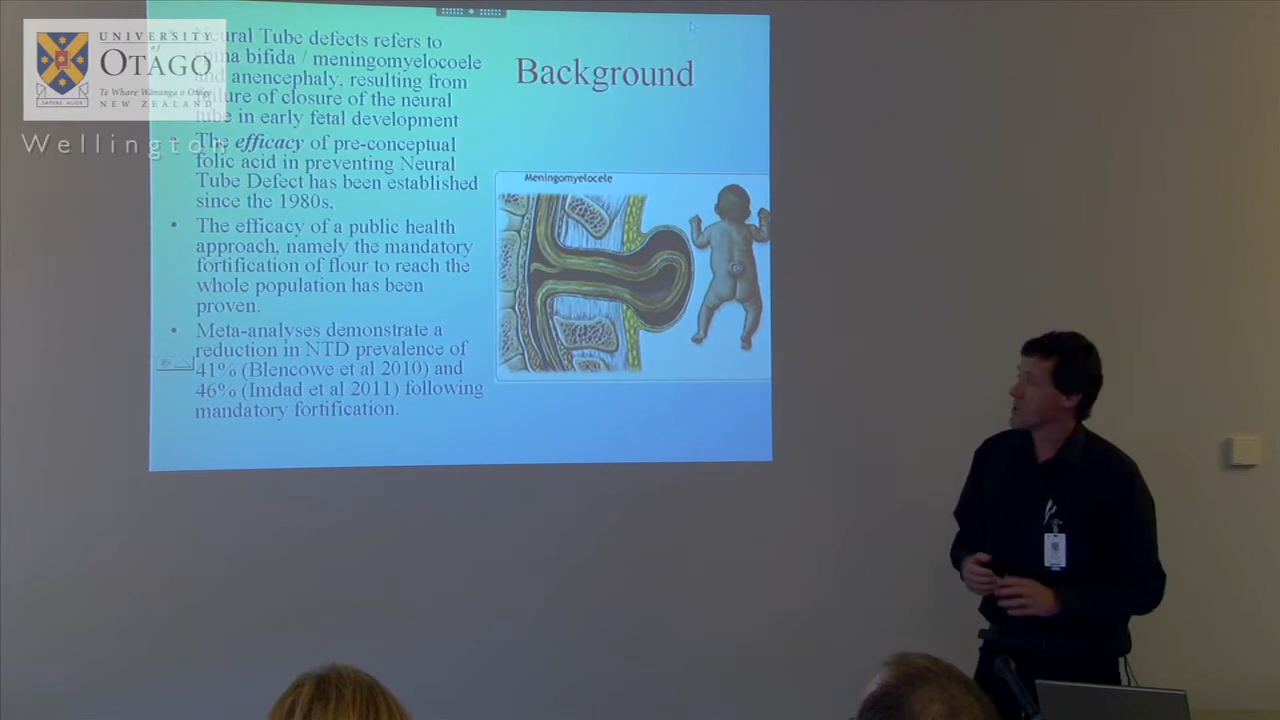 UNIVERSITY
of
OTAGO
Te Whare Wānanga o Otāgo
NEW ZEALAND
SAPERE AUDE
Wellington
Background
Neural Tube defects refers to
spina bifida / meningomyelocoele
and anencephaly, resulting from
failure of closure of the neural
tube in early fetal development
• The efficacy of pre-conceptual
folic acid in preventing Neural
Tube Defect has been established
since the 1980s,
• The efficacy of a public health
approach, namely the mandatory
fortification of flour to reach the
whole population has been
proven.
• Meta-analyses demonstrate a
reduction in NTD prevalence of
41% (Blencowe et al 2010) and
46% (Imdad et al 2011) following
mandatory fortification.
Meningomyelocele